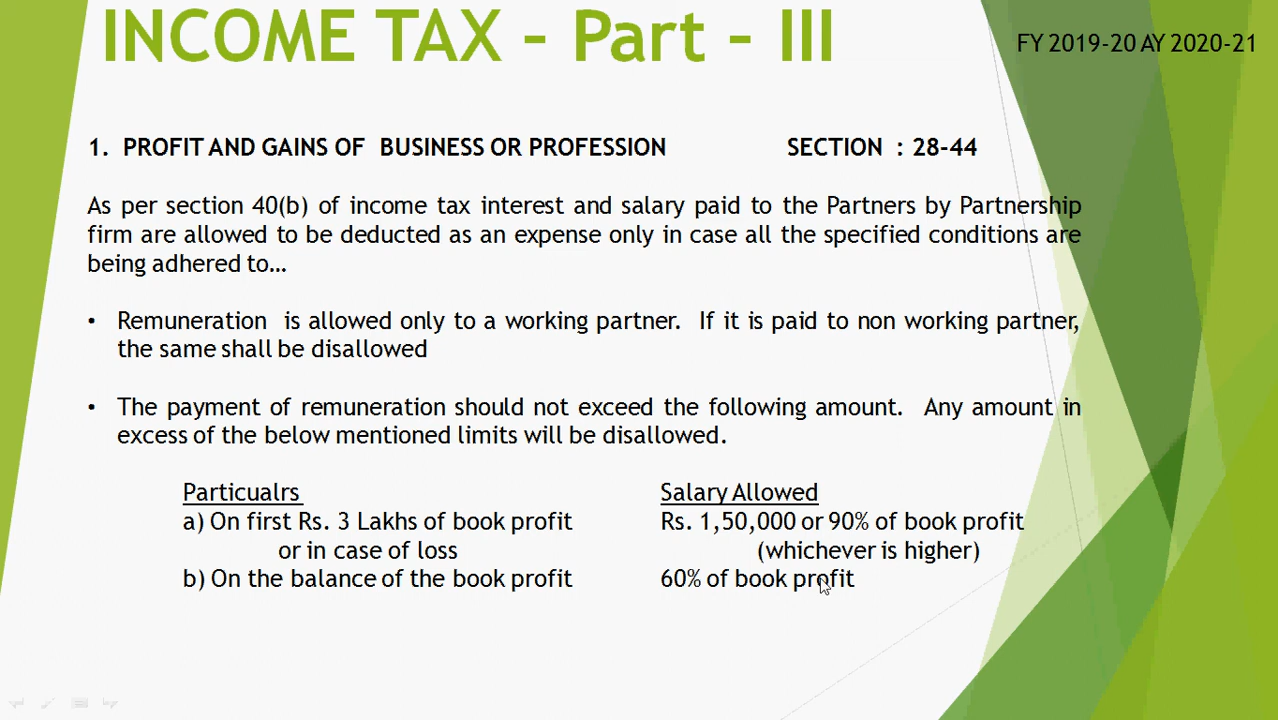 INCOME TAX - Part - III
FY 2019-20 AY 2020-21
1. PROFIT AND GAINS OF BUSINESS OR PROFESSION SECTION : 28-44
As per section 40(b) of income tax interest and salary paid to the Partners by Partnership
firm are allowed to be deducted as an expense only in case all the specified conditions are
being adhered to…
• Remuneration is allowed only to a working partner. If it is paid to non working partner,
the same shall be disallowed
• The payment of remuneration should not exceed the following amount. Any amount in
excess of the below mentioned limits will be disallowed.
Particualrs Salary Allowed
a) On first Rs. 3 Lakhs of book profit Rs. 1,50,000 or 90% of book profit
or in case of loss (whichever is higher)
b) On the balance of the book profit 60% of book profit